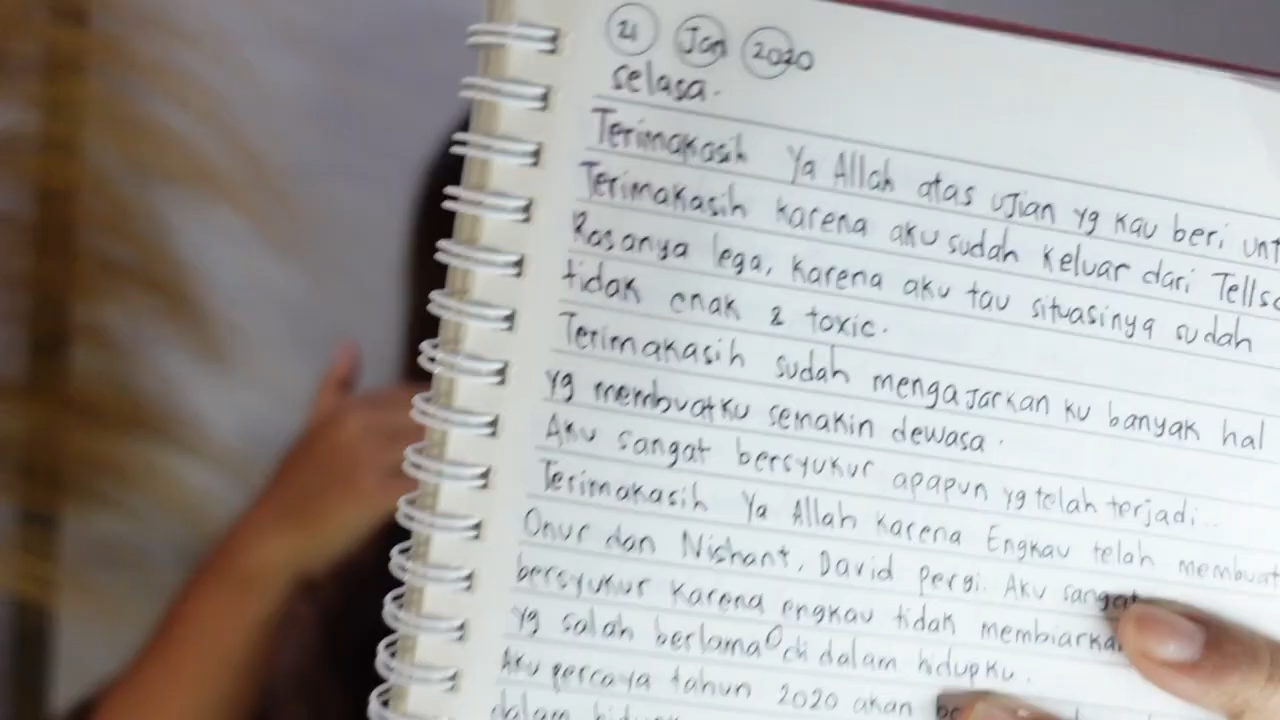 21 Jan 2020
selasa.
Terimakasih Ya Allah atas ujian yg kau beri
Terimakasih karena aku sudah keluar dari
Rasanya lega, karena aku tau situasinya sudah
tidak enak & toxic.
Terimakasih sudah mengajarkan ku banyak hal
yg membuatku semakin dewasa.
Aku sangat bersyukur apapun yg telah terjadi..
Terimakasih Ya Allah karena Engkau telah membuat
Onur dan Nishant, David pergi. Aku sangat
bersyukur karena engkau tidak
yg salah berlama² di dalam hidupku.
Aku percaya tahun 2020 akan
dalam